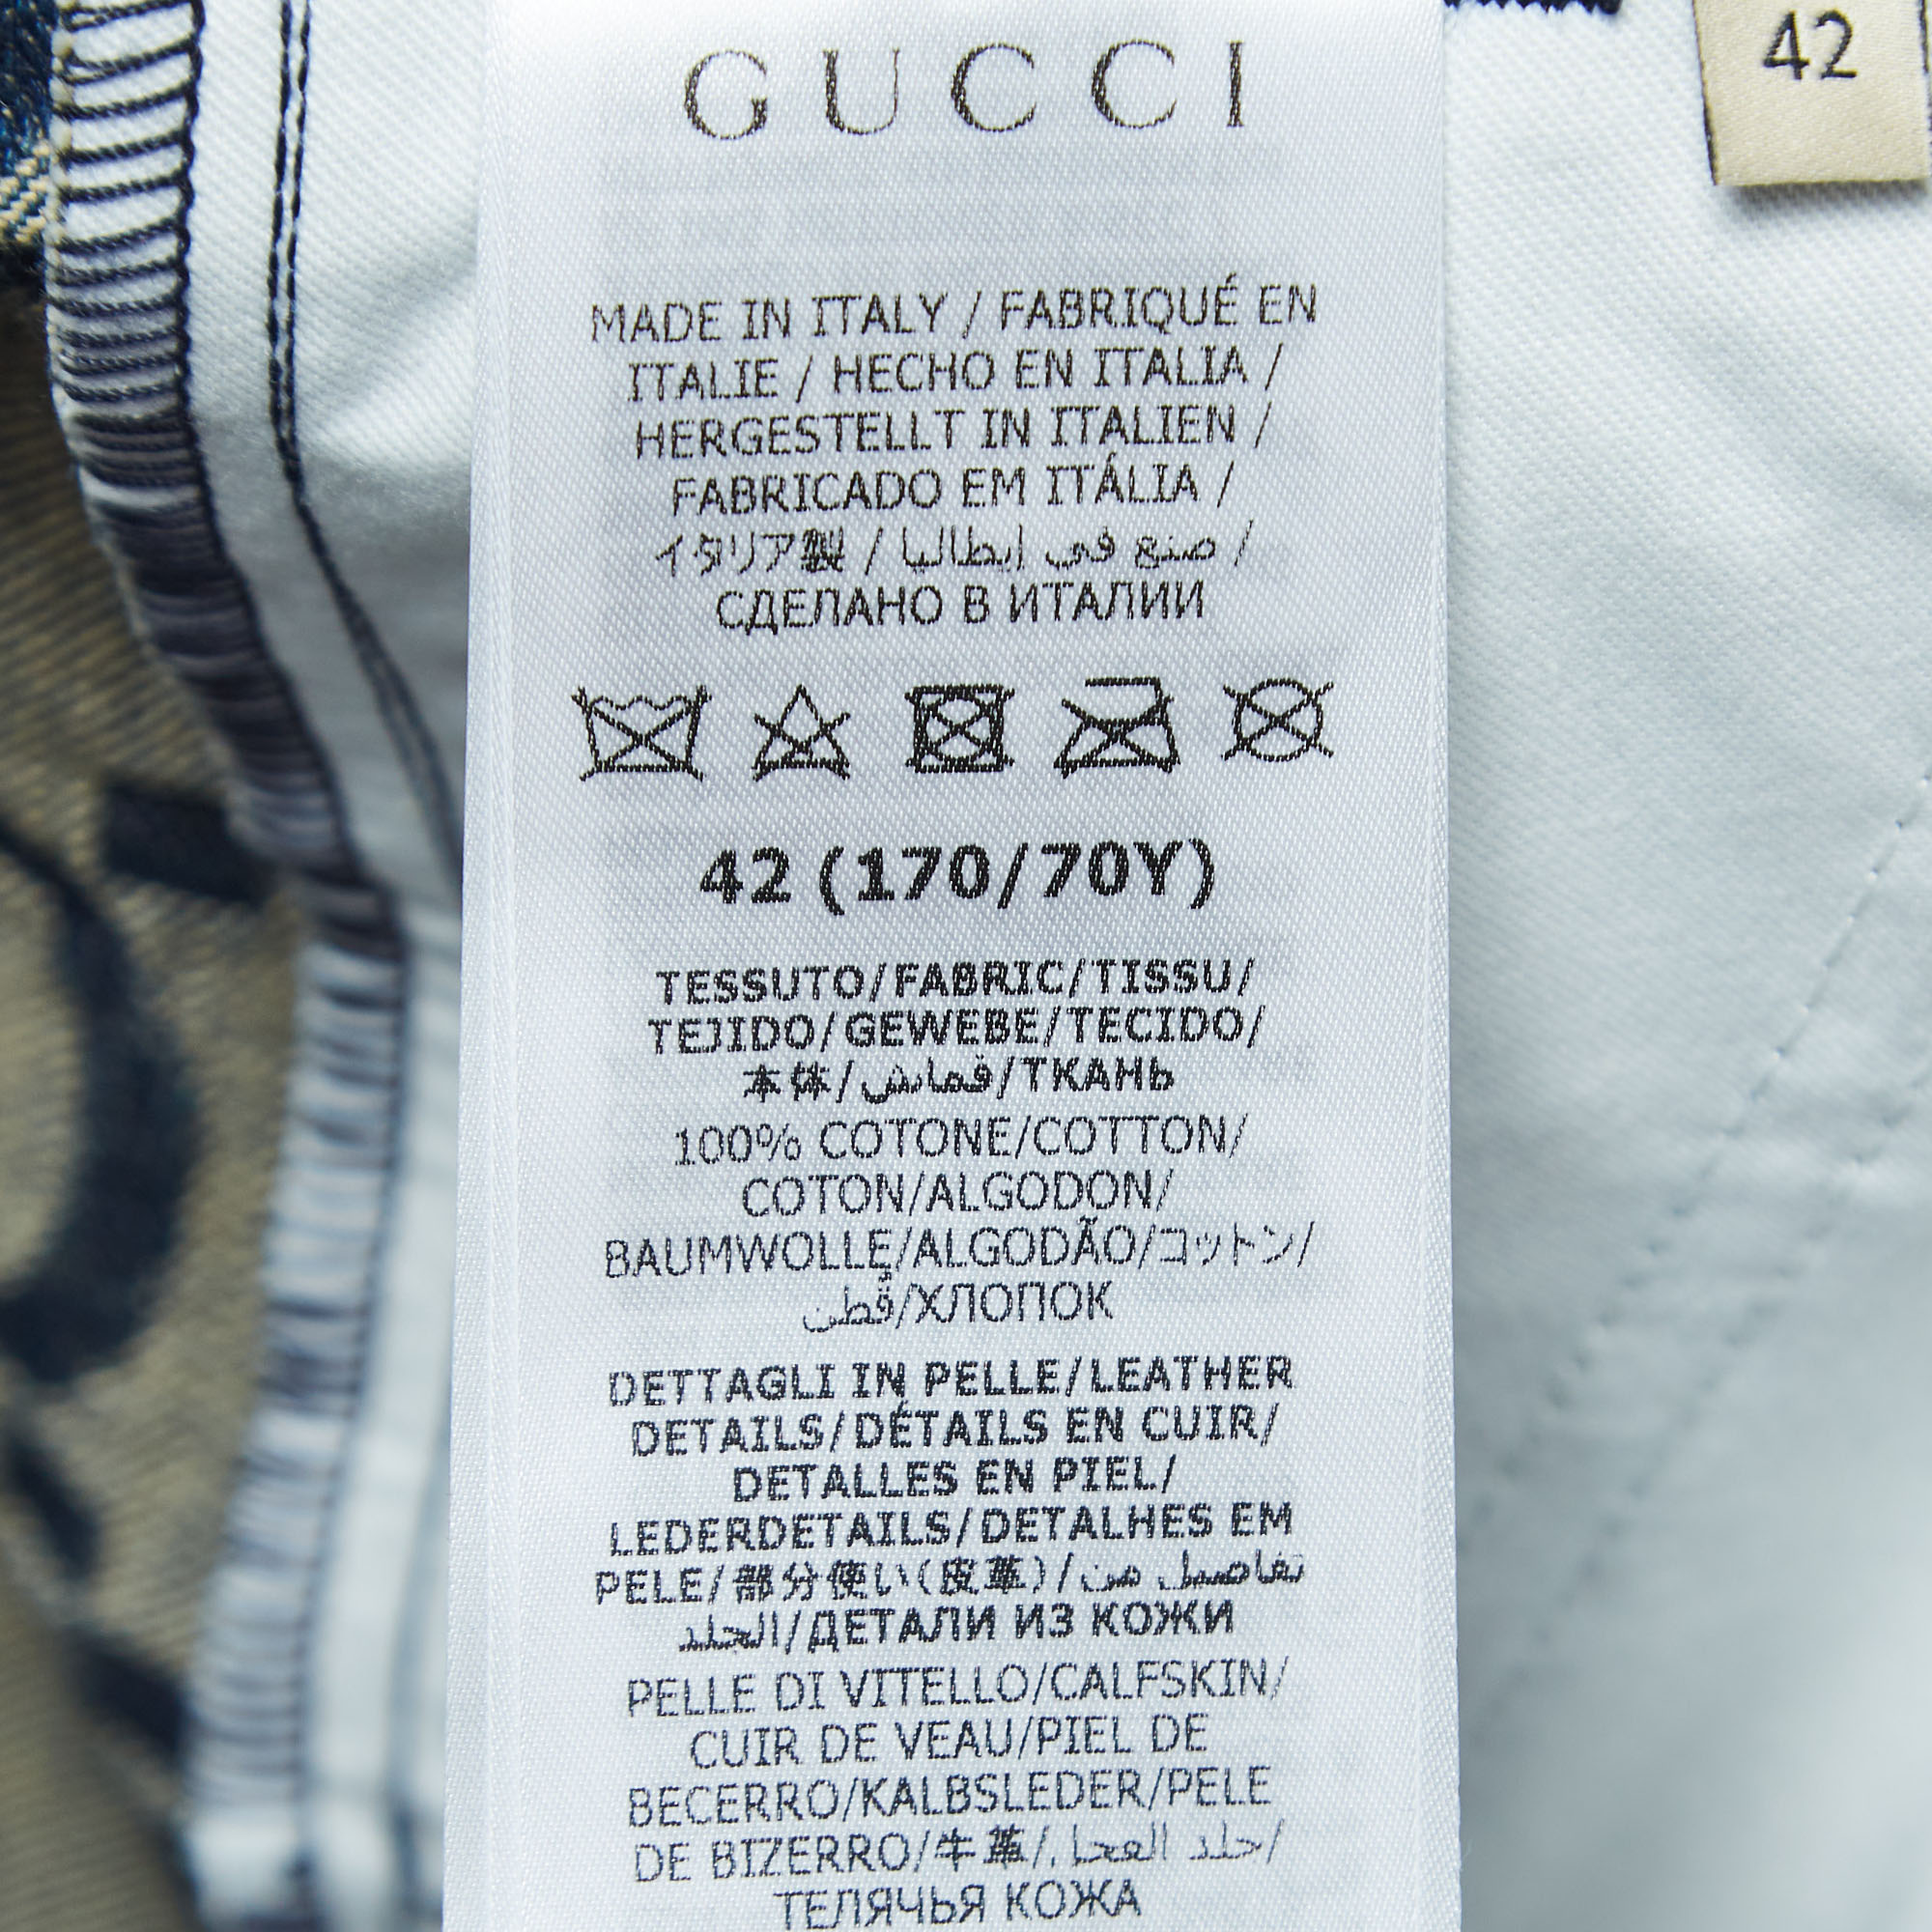 GUCCI
42
MADE IN ITALY / FABRIQUÉ EN
ITALIE / HECHO EN ITALIA /
HERGESTELLT IN ITALIEN /
FABRICADO EM ITÁLIA /
イタリア製 / صنع في إيطاليا /
СДЕЛАНО В ИТАЛИИ
42 (170/70Y)
TESSUTO/FABRIC/TISSU/
TEJIDO/GEWEBE/TECIDO/
本体/قماش/ТКАНЬ
100% COTONE/COTTON/
COTON/ALGODON/
BAUMWOLLE/ALGODÃO/コットン/
قُطن/ХЛОПОК
DETTAGLI IN PELLE/LEATHER
DETAILS/DÉTAILS EN CUIR/
DETALLES EN PIEL/
LEDERDETAILS/DETALHES EM
PELE/部分使い(皮革)/تفاصيل من
الجلد/ДЕТАЛИ ИЗ КОЖИ
PELLE DI VITELLO/CALFSKIN/
CUIR DE VEAU/PIEL DE
BECERRO/KALBSLEDER/PELE
DE BIZERRO/牛革/جلد العجل/
ТЕЛЯЧЬЯ КОЖА